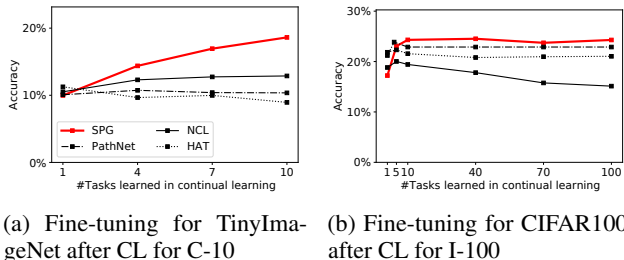 20%
10%
0%
Accuracy
SPG
PathNet
NCL
HAT
1 4 7 10
#Tasks learned in continual learning
30%
20%
10%
0%
Accuracy
1 5 10 40 70 100
#Tasks learned in continual learning
(a) Fine-tuning for TinyIma-
geNet after CL for C-10
(b) Fine-tuning for CIFAR100
after CL for I-100